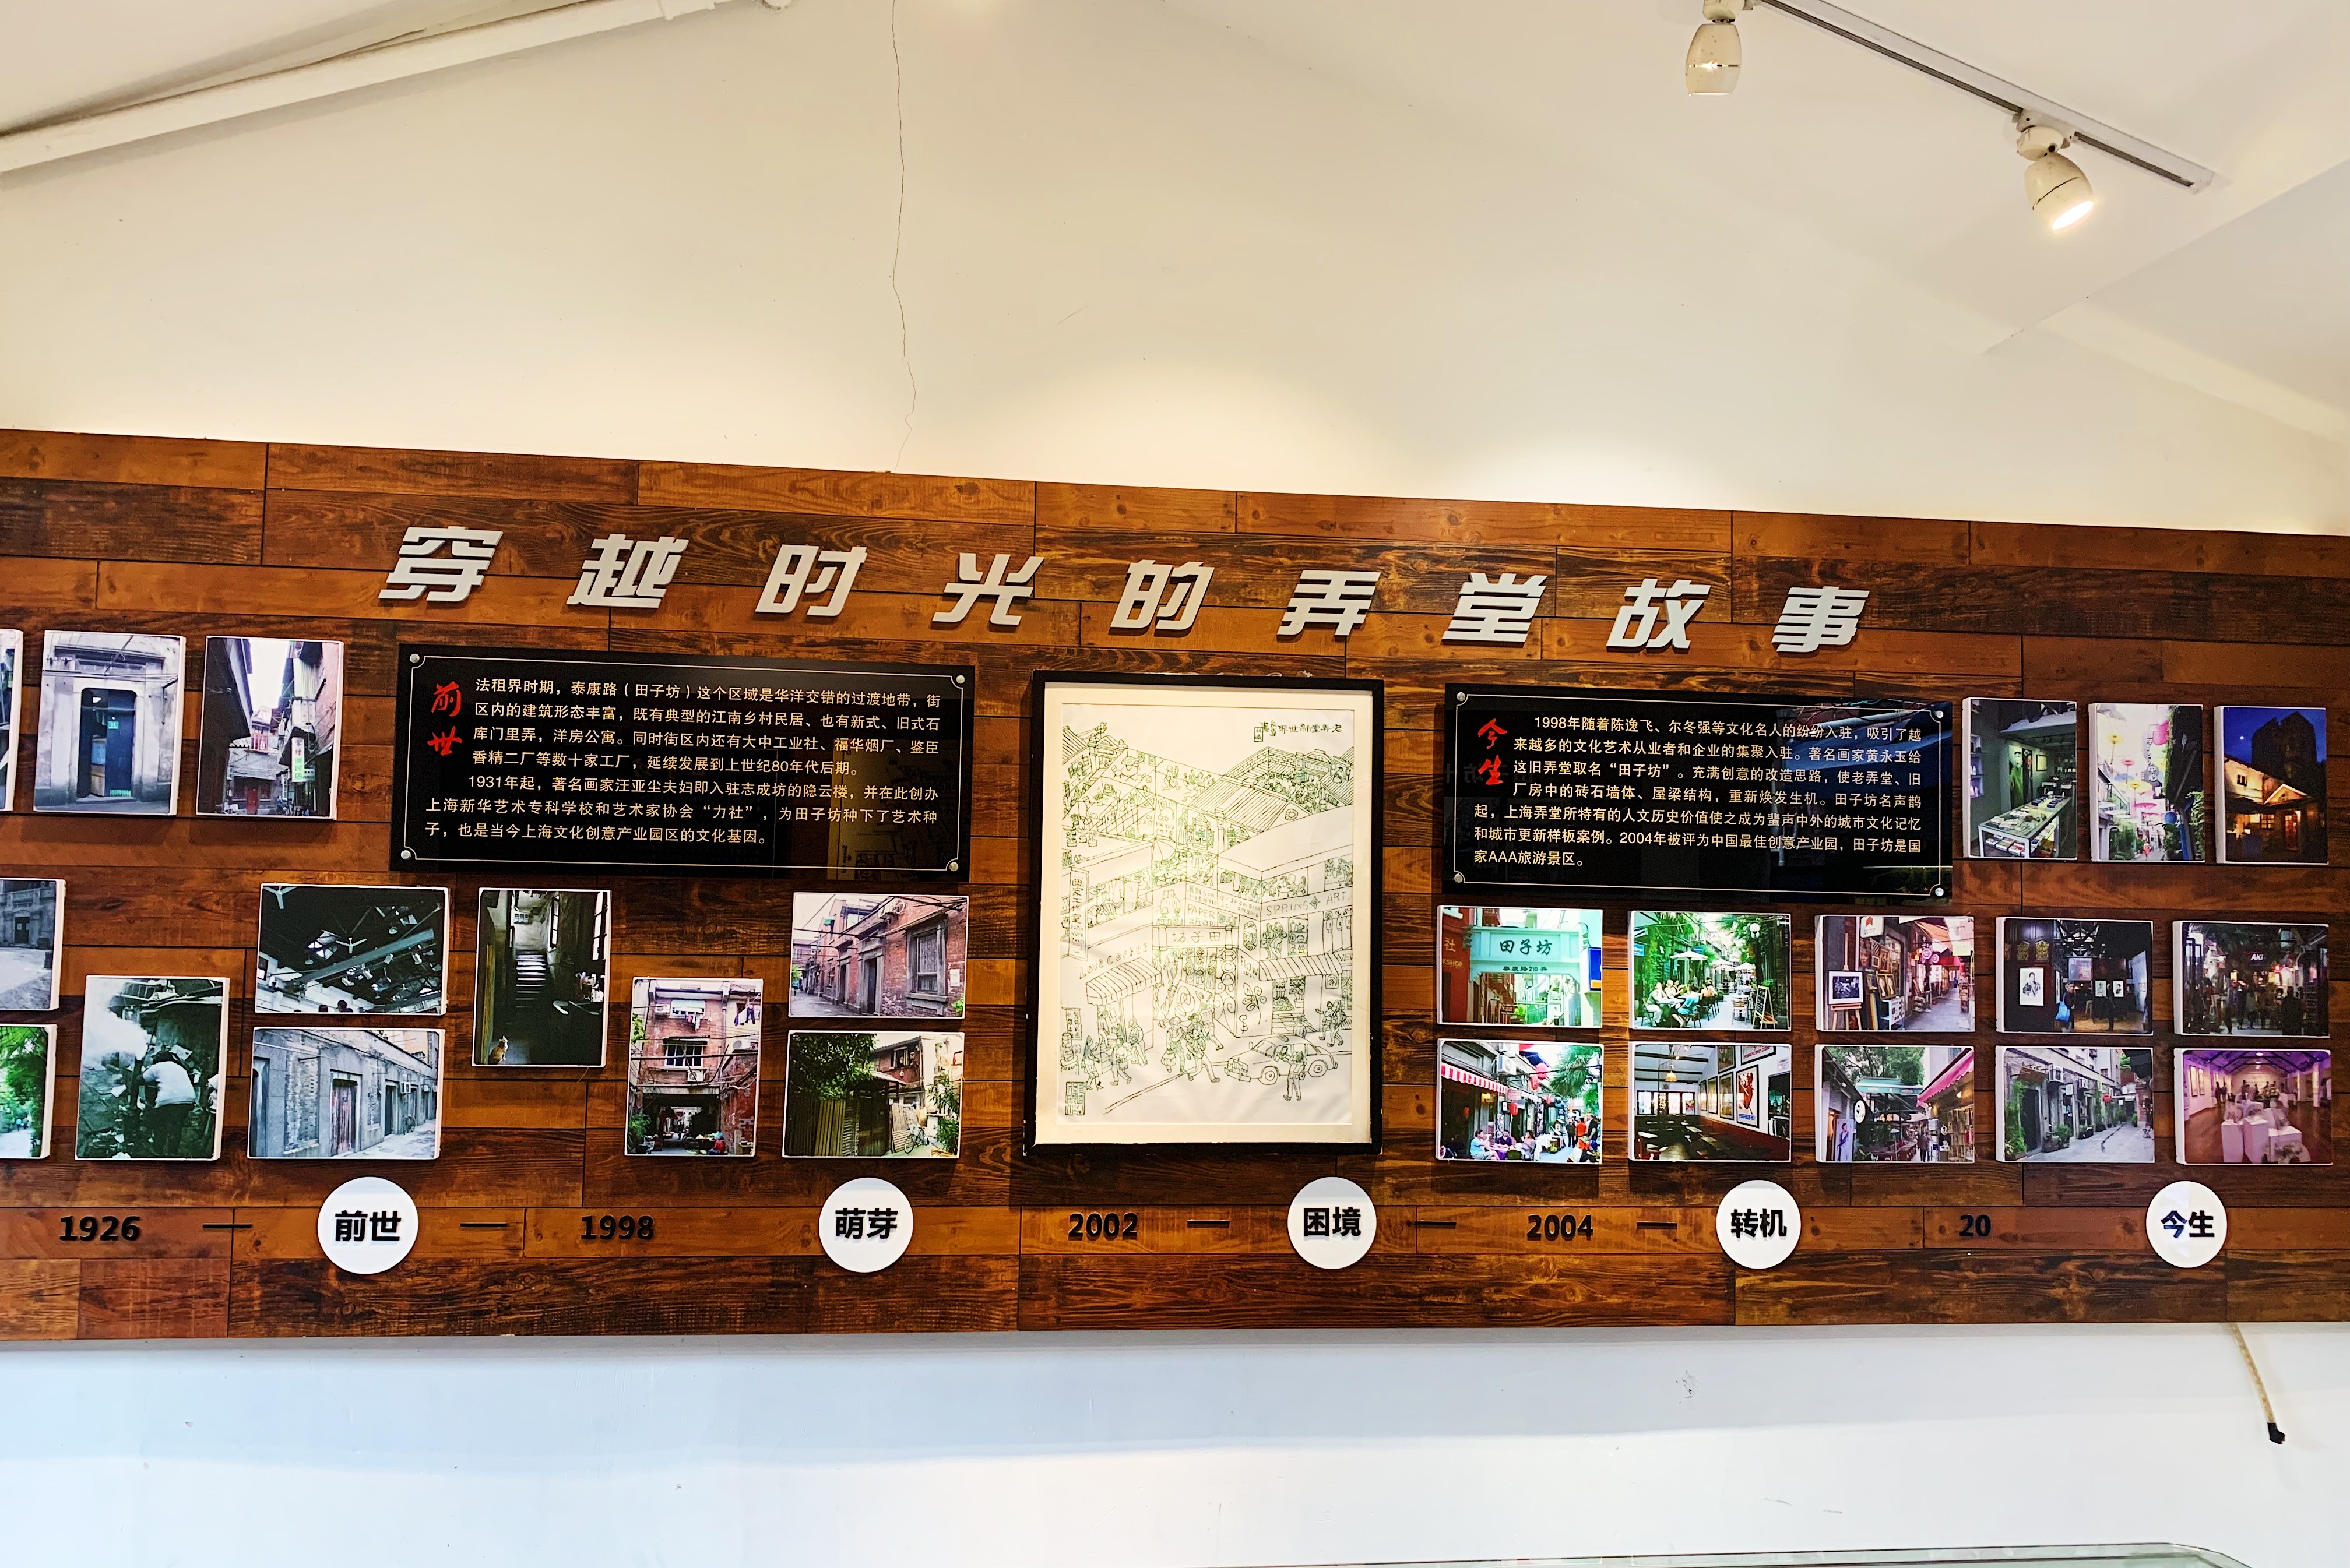 穿越时光的弄堂故事
前世
法租界时期，泰康路（田子坊）这个区域是华洋交错的过渡地带，街
区内的建筑形态丰富，既有典型的江南乡村民居、也有新式、旧式石
库门里弄，洋房公寓。同时街区内还有大中工业社、福华烟厂、鉴臣
香精二厂等数十家工厂，延续发展到上世纪80年代后期。
1931年起，著名画家汪亚尘夫妇即入驻志成坊的隐云楼，并在此创办
上海新华艺术专科学校和艺术家协会“力社”，为田子坊种下了艺术种
子，也是当今上海文化创意产业园区的文化基因。
SPRING ART
田子坊
今生
1998年随着陈逸飞、尔冬强等文化名人的纷纷入驻，吸引了越
来越多的文化艺术从业者和企业的集聚入驻。著名画家黄永玉给
这旧弄堂取名“田子坊”。充满创意的改造思路，使老弄堂、旧
厂房中的砖石墙体、屋梁结构，重新焕发生机。田子坊名声鹊
起，上海弄堂所特有的人文历史价值使之成为蜚声中外的城市文化记忆
和城市更新样板案例。2004年被评为中国最佳创意产业园，田子坊是国
家AAA旅游景区。
田子坊
1926 — 前世 — 1998 萌芽 2002 — 困境 — 2004 — 转机 20 今生